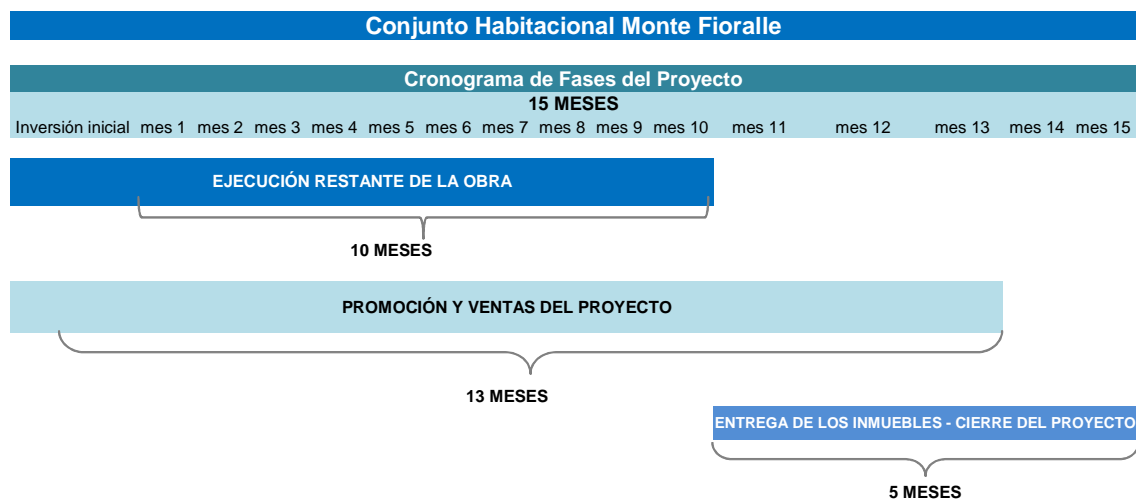 Conjunto Habitacional Monte Fioralle
Cronograma de Fases del Proyecto
15 MESES
Inversión inicial mes 1 mes 2 mes 3 mes 4 mes 5 mes 6 mes 7 mes 8 mes 9 mes 10 mes 11 mes 12 mes 13 mes 14 mes 15
EJECUCIÓN RESTANTE DE LA OBRA
10 MESES
PROMOCIÓN Y VENTAS DEL PROYECTO
13 MESES
ENTREGA DE LOS INMUEBLES - CIERRE DEL PROYECTO
5 MESES